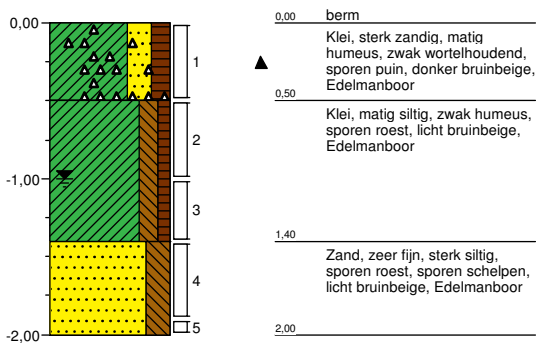 0,00
-1,00
-2,00
1
2
3
4
5
0,00 berm
Klei, sterk zandig, matig
humeus, zwak wortelhoudend,
sporen puin, donker bruinbeige,
Edelmanboor
0,50
Klei, matig siltig, zwak humeus,
sporen roest, licht bruinbeige,
Edelmanboor
1,40
Zand, zeer fijn, sterk siltig,
sporen roest, sporen schelpen,
licht bruinbeige, Edelmanboor
2,00